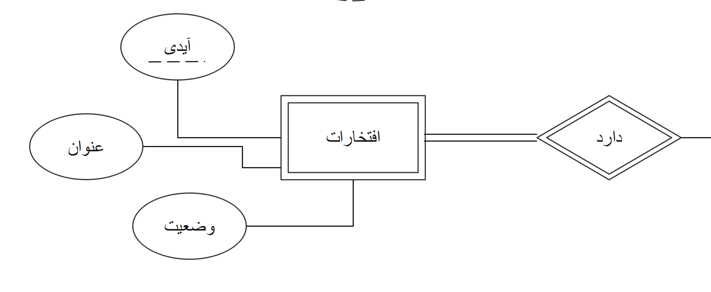 آیدی
عنوان
افتخارات
دارد
وضعیت